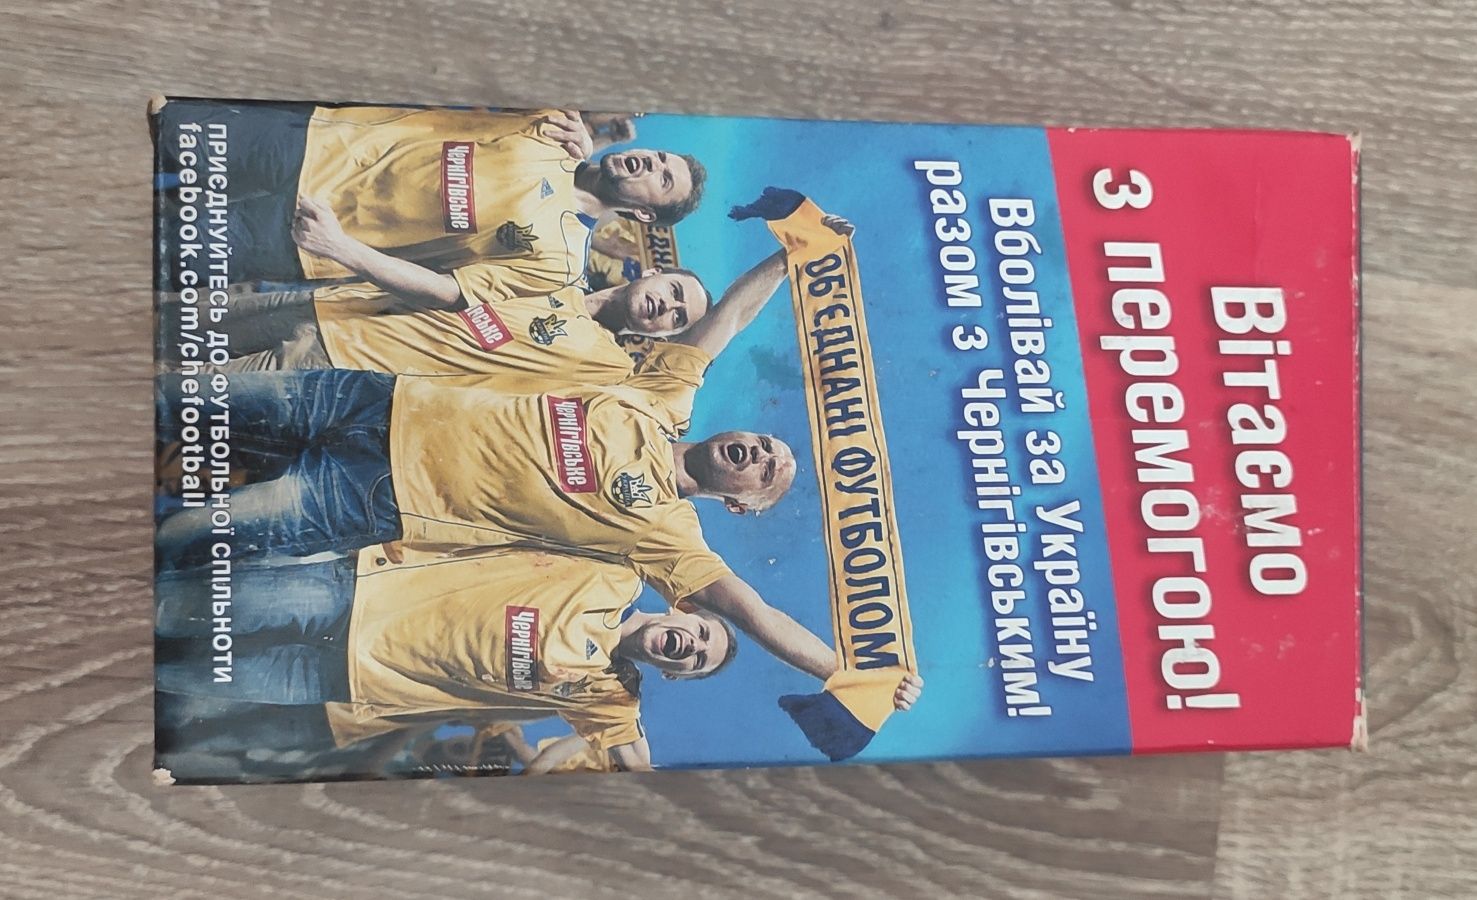 Вітаємо
з перемогою!
Вболівай за Україну
разом з Чернігівським!
ОБ'ЄДНАНІ ФУТБОЛОМ
ЧЕРНІГІВСЬКЕ
ВСЬКЕ
ЧЕРНІГІВСЬКЕ
ЧЕРНІГІВСЬКЕ
ПРИЄДНУЙТЕСЬ ДО ФУТБОЛЬНОЇ СПІЛЬНОТИ
facebook.com/chefootball